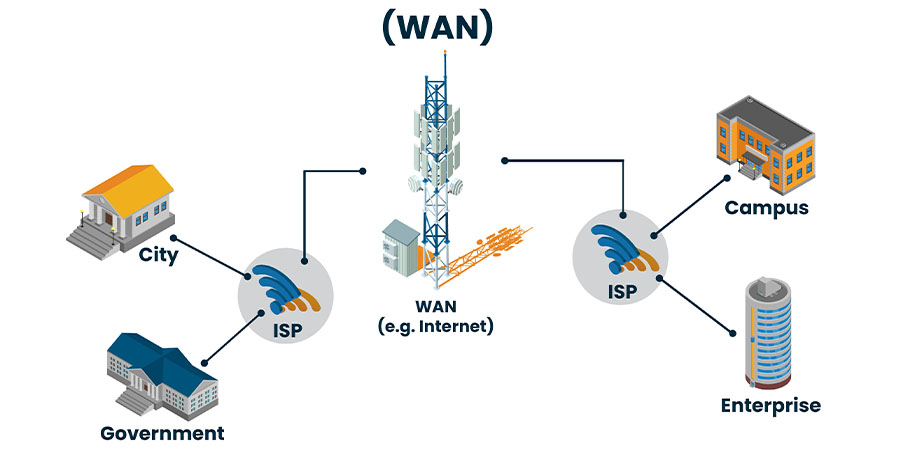 (WAN)
City
ISP
Government
WAN
(e.g. Internet)
ISP
Campus
Enterprise